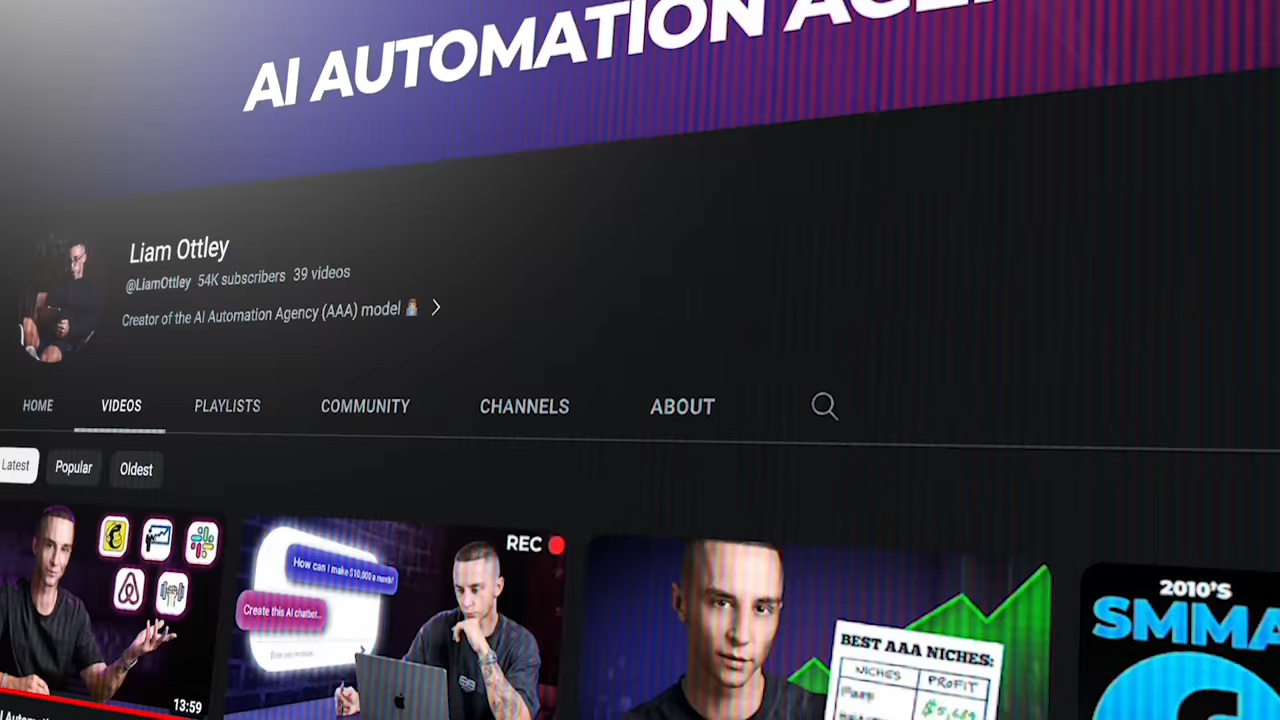 AI AUTOMATION
Liam Ottley
@LiamOttley 54K subscribers 39 videos
Creator of the AI Automation Agency (AAA) model
HOME VIDEOS PLAYLISTS COMMUNITY CHANNELS ABOUT
Latest Popular Oldest
REC
How can I make $10,000 a month?
Create this AI chatbot...
BEST AAA NICHES:
NICHES PROFIT
2010'S
SMMA
13:59